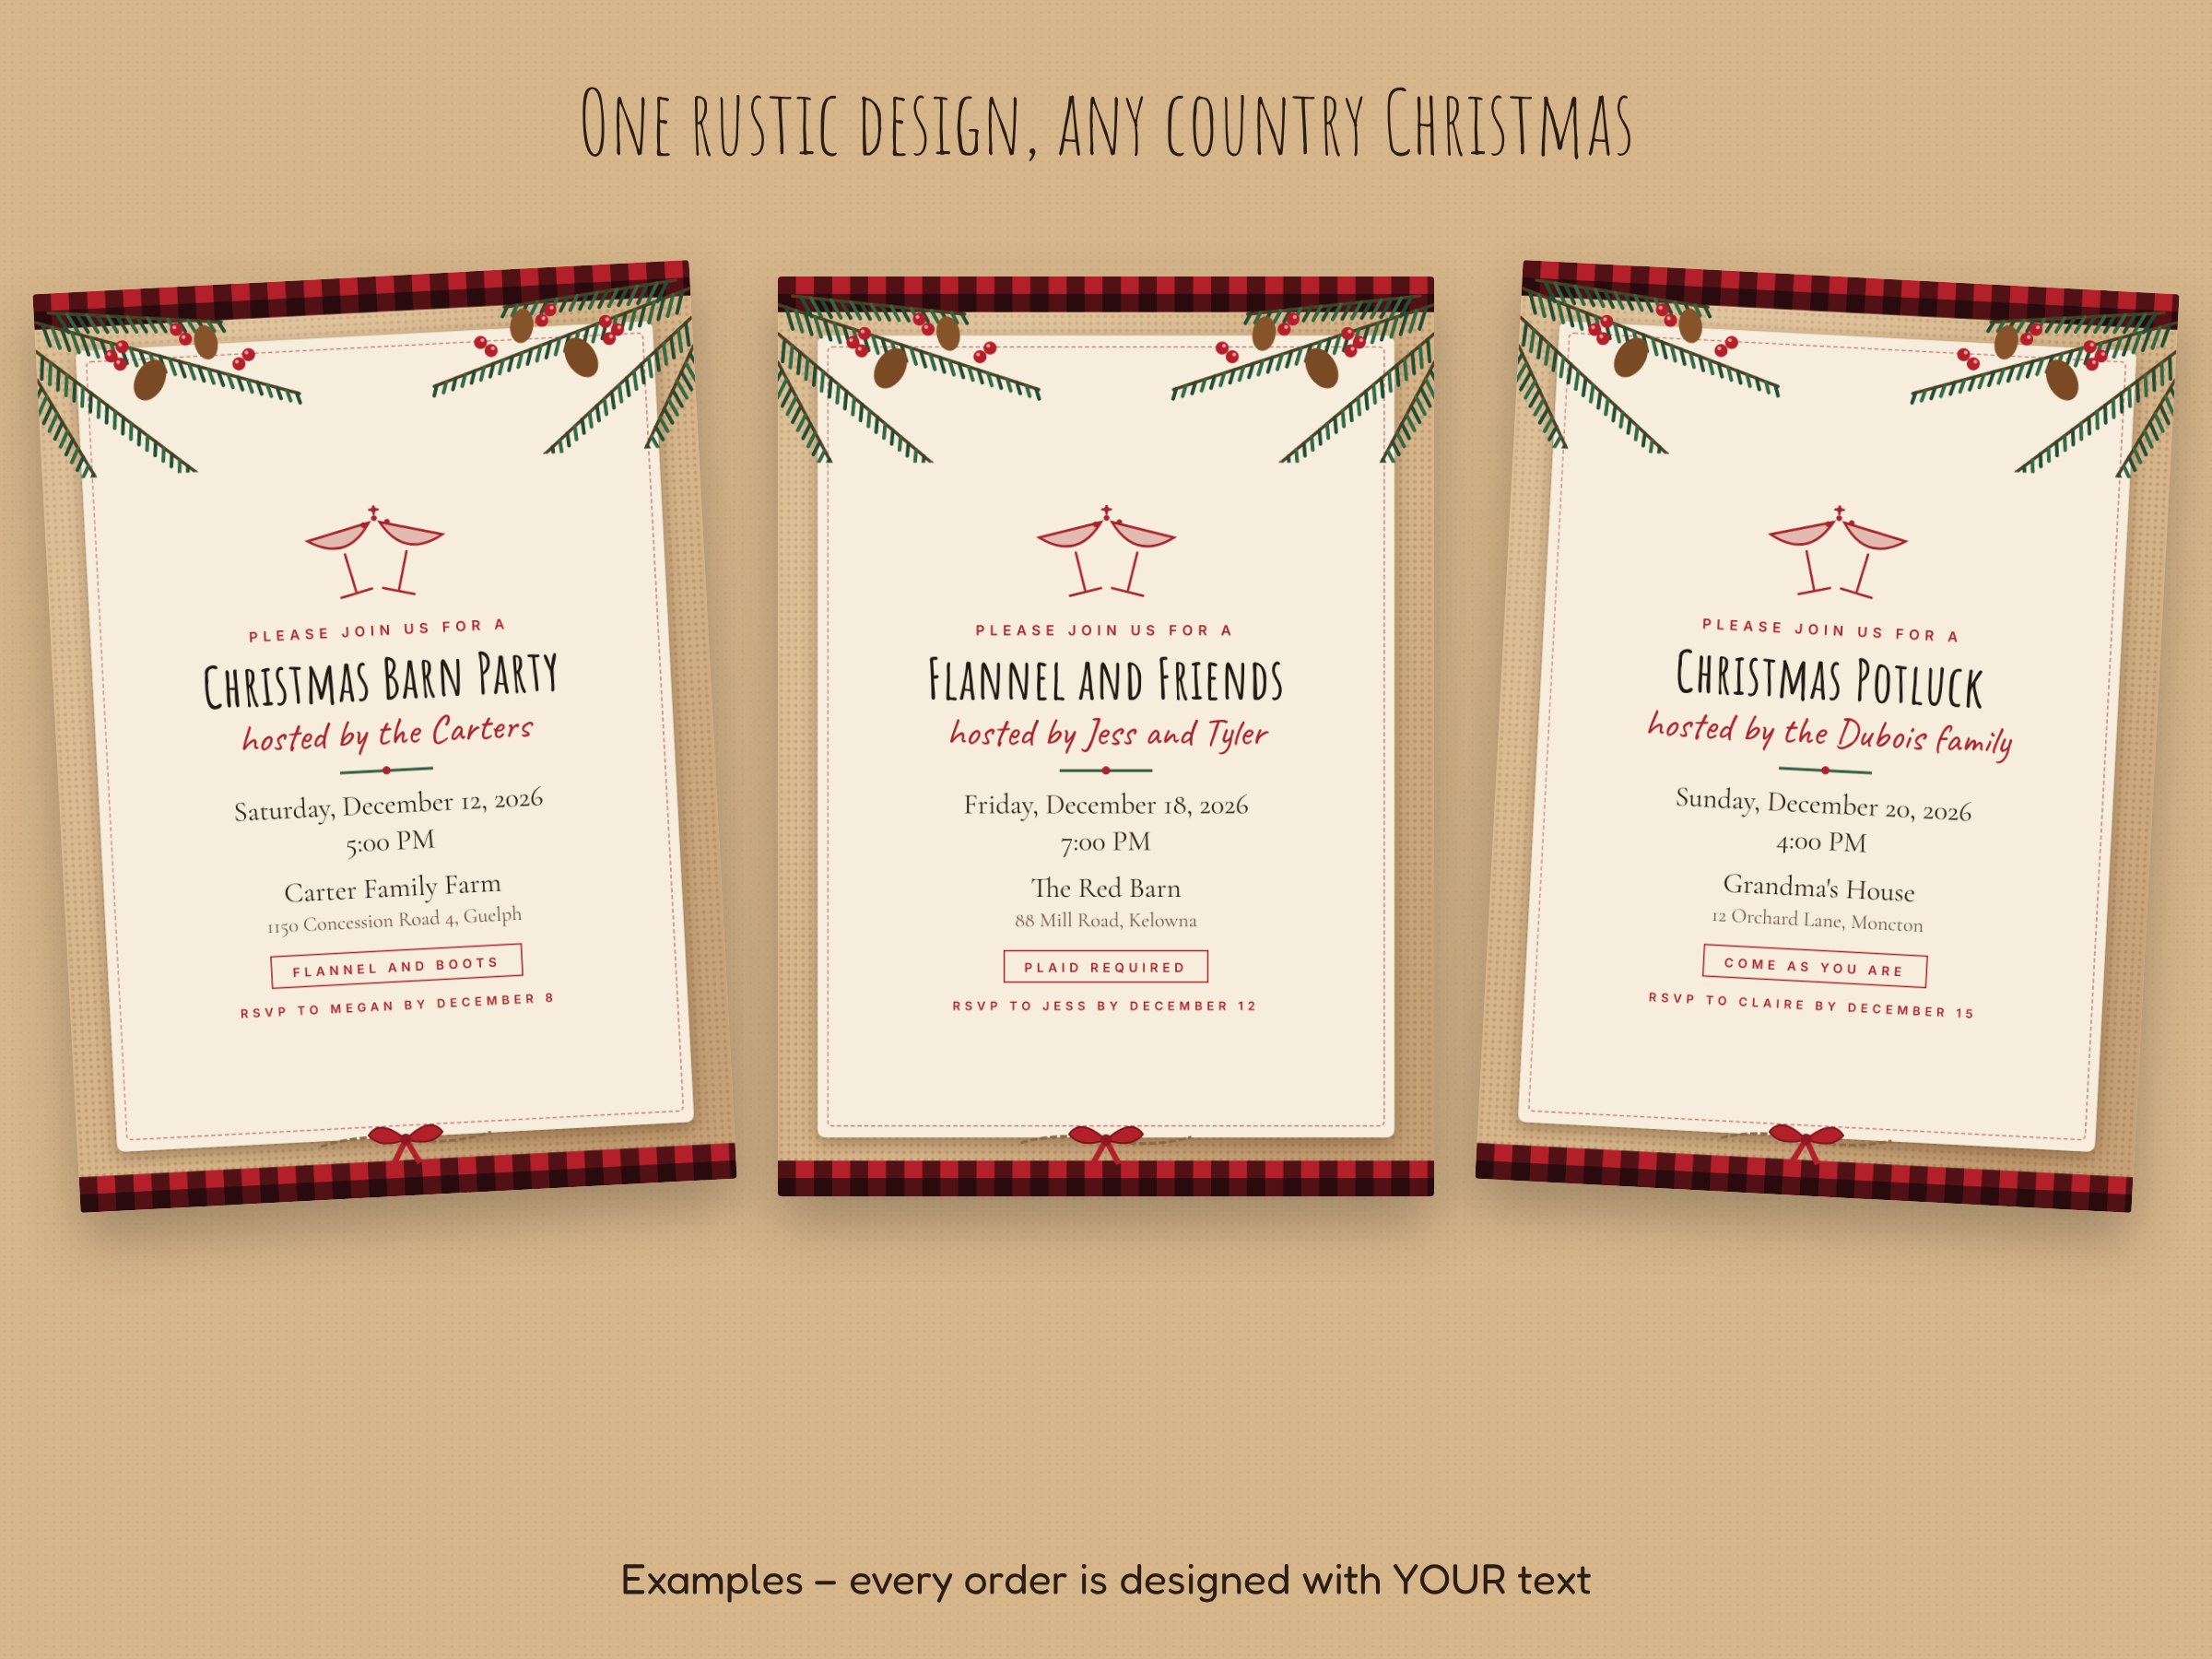 One rustic design, any country Christmas
PLEASE JOIN US FOR A
Christmas Barn Party
hosted by the Carters
Saturday, December 12, 2026
5:00 PM
Carter Family Farm
1150 Concession Road 4, Guelph
FLANNEL AND BOOTS
RSVP TO MEGAN BY DECEMBER 8
PLEASE JOIN US FOR A
Flannel and Friends
hosted by Jess and Tyler
Friday, December 18, 2026
7:00 PM
The Red Barn
88 Mill Road, Kelowna
PLAID REQUIRED
RSVP TO JESS BY DECEMBER 12
PLEASE JOIN US FOR A
Christmas Potluck
hosted by the Dubois family
Sunday, December 20, 2026
4:00 PM
Grandma's House
12 Orchard Lane, Moncton
COME AS YOU ARE
RSVP TO CLAIRE BY DECEMBER 15
Examples – every order is designed with YOUR text